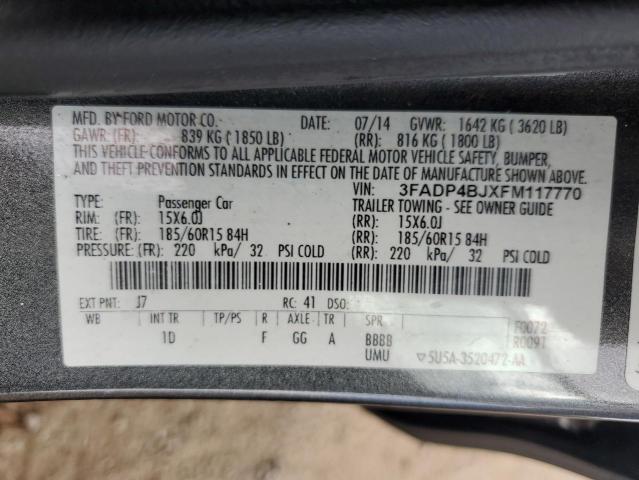 MFD. BY FORD MOTOR CO. DATE: 07/14 GVWR: 1642 KG ( 3620 LB)
GAWR: (FR): 839 KG ( 1850 LB) (RR): 816 KG ( 1800 LB)
THIS VEHICLE CONFORMS TO ALL APPLICABLE FEDERAL MOTOR VEHICLE SAFETY, BUMPER,
AND THEFT PREVENTION STANDARDS IN EFFECT ON THE DATE OF MANUFACTURE SHOWN ABOVE.
VIN: 3FADP4BJXFM117770
TYPE: Passenger Car TRAILER TOWING - SEE OWNER GUIDE
RIM: (FR): 15X6.0J (RR): 15X6.0J
TIRE: (FR): 185/60R15 84H (RR): 185/60R15 84H
PRESSURE: (FR): 220 kPa/ 32 PSI COLD (RR): 220 kPa/ 32 PSI COLD
EXT PNT: J7 RC: 41 DSO: F0072
WB INT TR TP/PS R AXLE TR SPR R0091
1D F GG A BBBB
UMU ▽5U5A-3520472-AA